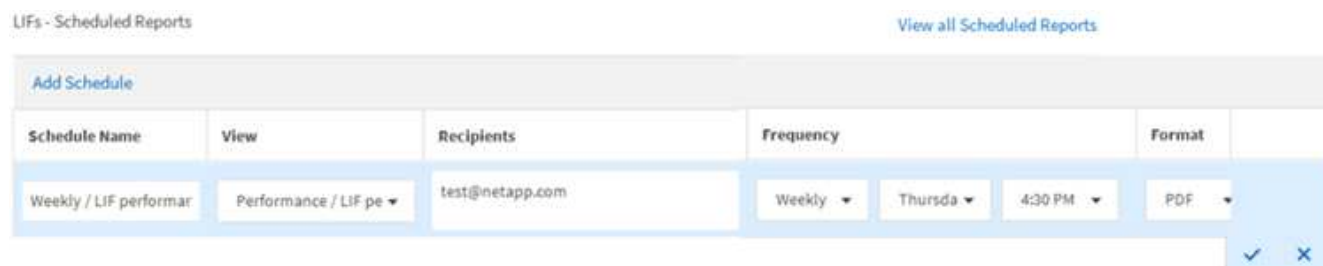 LIFs - Scheduled Reports
View all Scheduled Reports
Add Schedule
Schedule Name View Recipients Frequency Format
Weekly / LIF performar Performance / LIF pe test@netapp.com Weekly Thursda 4:30 PM PDF